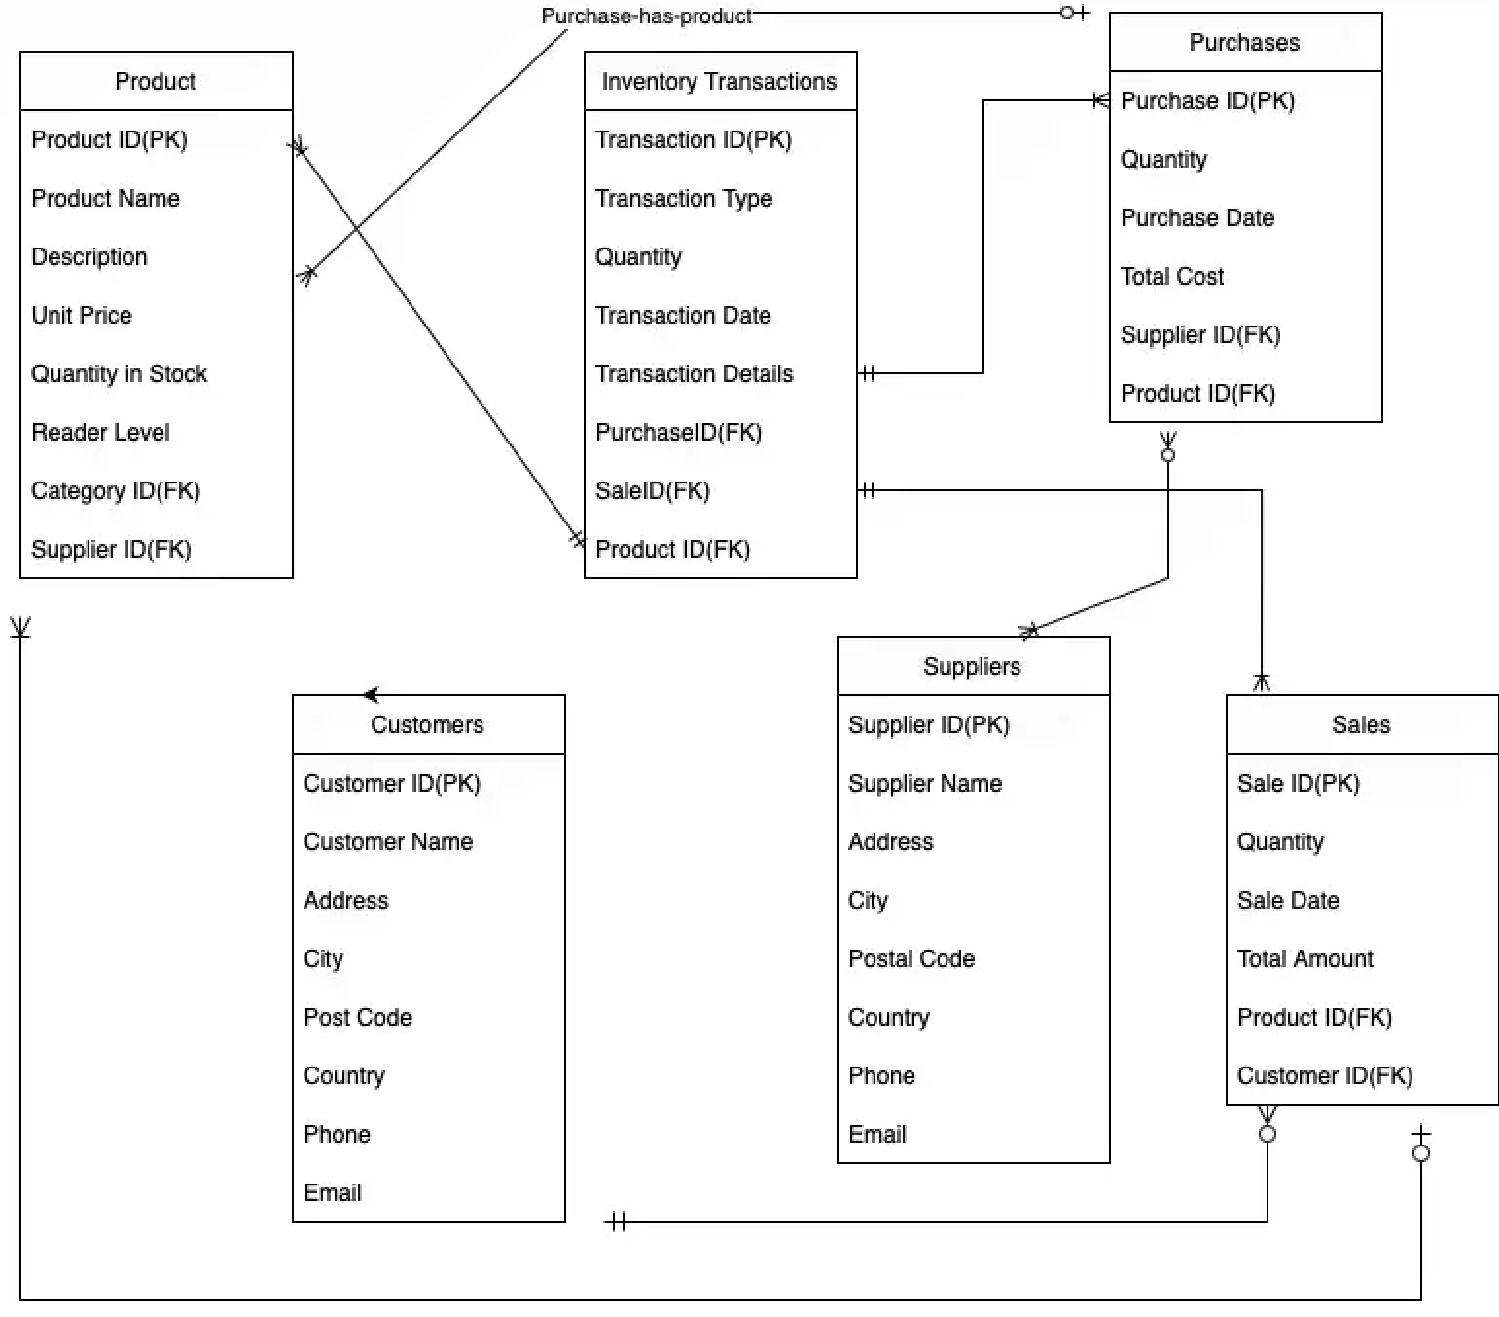 Purchase-has-product
Product
Product ID(PK)
Product Name
Description
Unit Price
Quantity in Stock
Reader Level
Category ID(FK)
Supplier ID(FK)
Inventory Transactions
Transaction ID(PK)
Transaction Type
Quantity
Transaction Date
Transaction Details
PurchaseID(FK)
SaleID(FK)
Product ID(FK)
Purchases
Purchase ID(PK)
Quantity
Purchase Date
Total Cost
Supplier ID(FK)
Product ID(FK)
Customers
Customer ID(PK)
Customer Name
Address
City
Post Code
Country
Phone
Email
Suppliers
Supplier ID(PK)
Supplier Name
Address
City
Postal Code
Country
Phone
Email
Sales
Sale ID(PK)
Quantity
Sale Date
Total Amount
Product ID(FK)
Customer ID(FK)